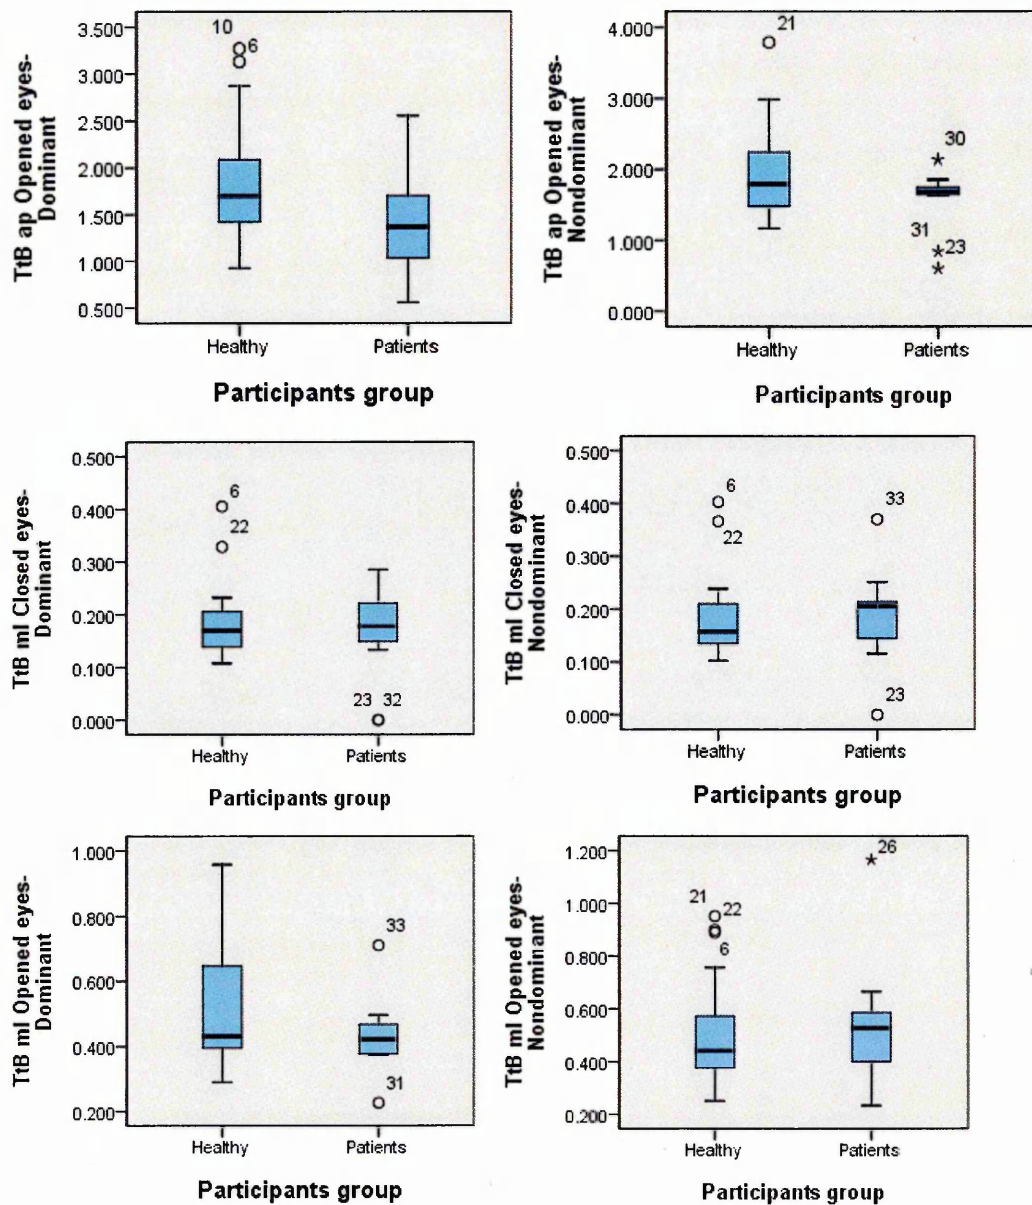 TtB ap Opened eyes-
Dominant
3.500
3.000
2.500
2.000
1.500
1.000
0.500
10
6
Healthy
Patients
Participants group
TtB ap Opened eyes-
Nondominant
4.000
3.000
2.000
1.000
0.000
21
30
31
23
Healthy
Patients
Participants group
TtB ml Closed eyes-
Dominant
0.500
0.400
0.300
0.200
0.100
0.000
6
22
23 32
Healthy
Patients
Participants group
TtB ml Closed eyes-
Nondominant
0.500
0.400
0.300
0.200
0.100
0.000
6
22
33
23
Healthy
Patients
Participants group
TtB ml Opened eyes-
Dominant
1.000
0.800
0.600
0.400
0.200
33
31
Healthy
Patients
Participants group
TtB ml Opened eyes-
Nondominant
1.200
1.000
0.800
0.600
0.400
0.200
21 22
6
26
Healthy
Patients
Participants group